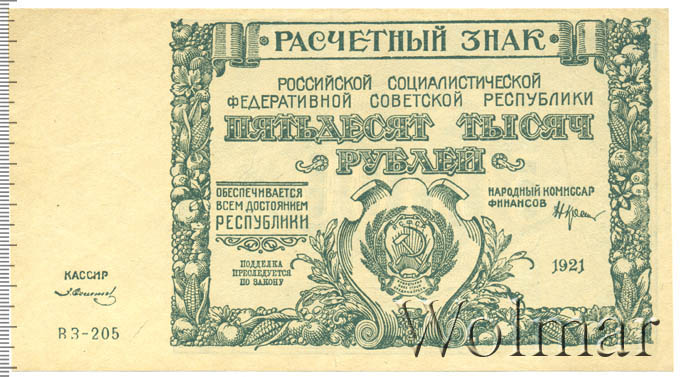 РАСЧЕТНЫЙ ЗНАК
РОССИЙСКОЙ СОЦИАЛИСТИЧЕСКОЙ
ФЕДЕРАТИВНОЙ СОВЕТСКОЙ РЕСПУБЛИКИ
ПЯТЬДЕСЯТ ТЫСЯЧ
РУБЛЕЙ
ОБЕСПЕЧИВАЕТСЯ
ВСЕМ ДОСТОЯНИЕМ
РЕСПУБЛИКИ
ПОДДЕЛКА
ПРЕСЛЕДУЕТСЯ
ПО ЗАКОНУ
Р.С.Ф.С.Р.
НАРОДНЫЙ КОМИССАР
ФИНАНСОВ
1921
КАССИР
ВЗ-205
Wolmar